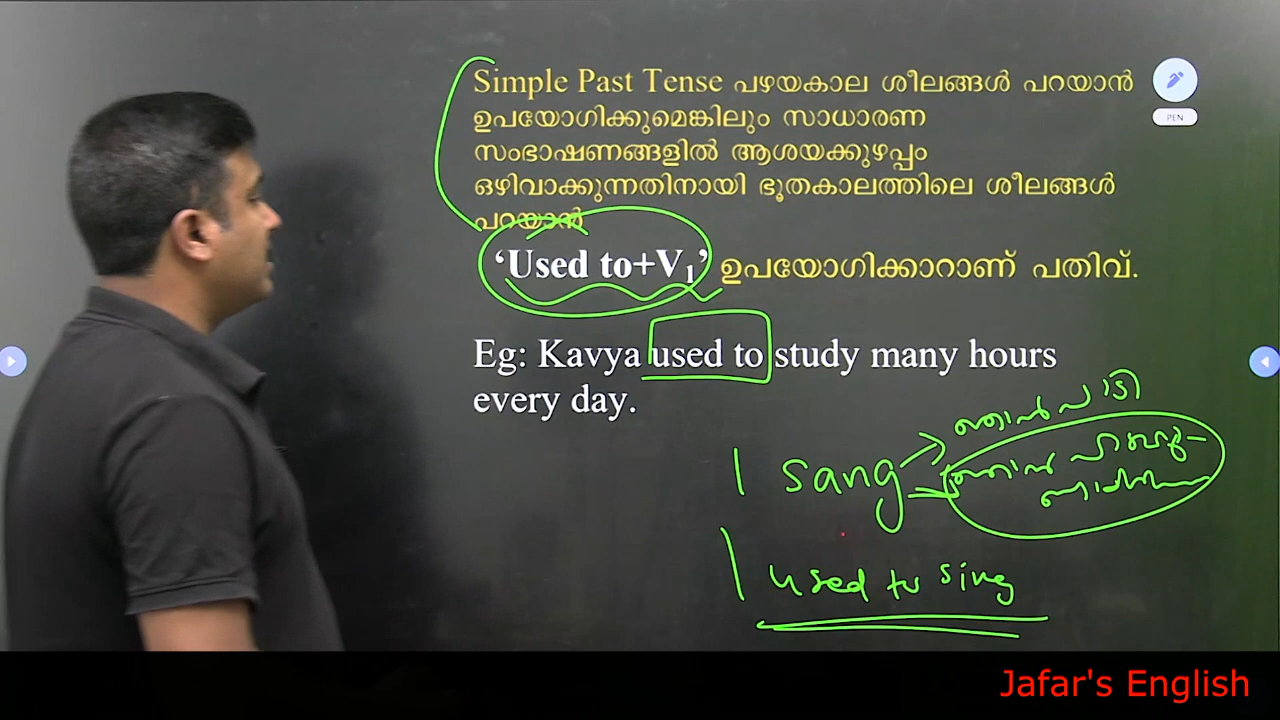 Simple Past Tense പഴയകാല ശീലങ്ങൾ പറയാൻ
ഉപയോഗിക്കുമെങ്കിലും സാധാരണ
സംഭാഷണങ്ങളിൽ ആശയക്കുഴപ്പം
ഒഴിവാക്കുന്നതിനായി ഭൂതകാലത്തിലെ ശീലങ്ങൾ
പറയാൻ
‘Used to+V₁’ ഉപയോഗിക്കാറാണ് പതിവ്.
PEN
Eg: Kavya used to study many hours
every day.
ഞാൻ പാടി
I sang
ഞാൻ
I used to sing
Jafar's English